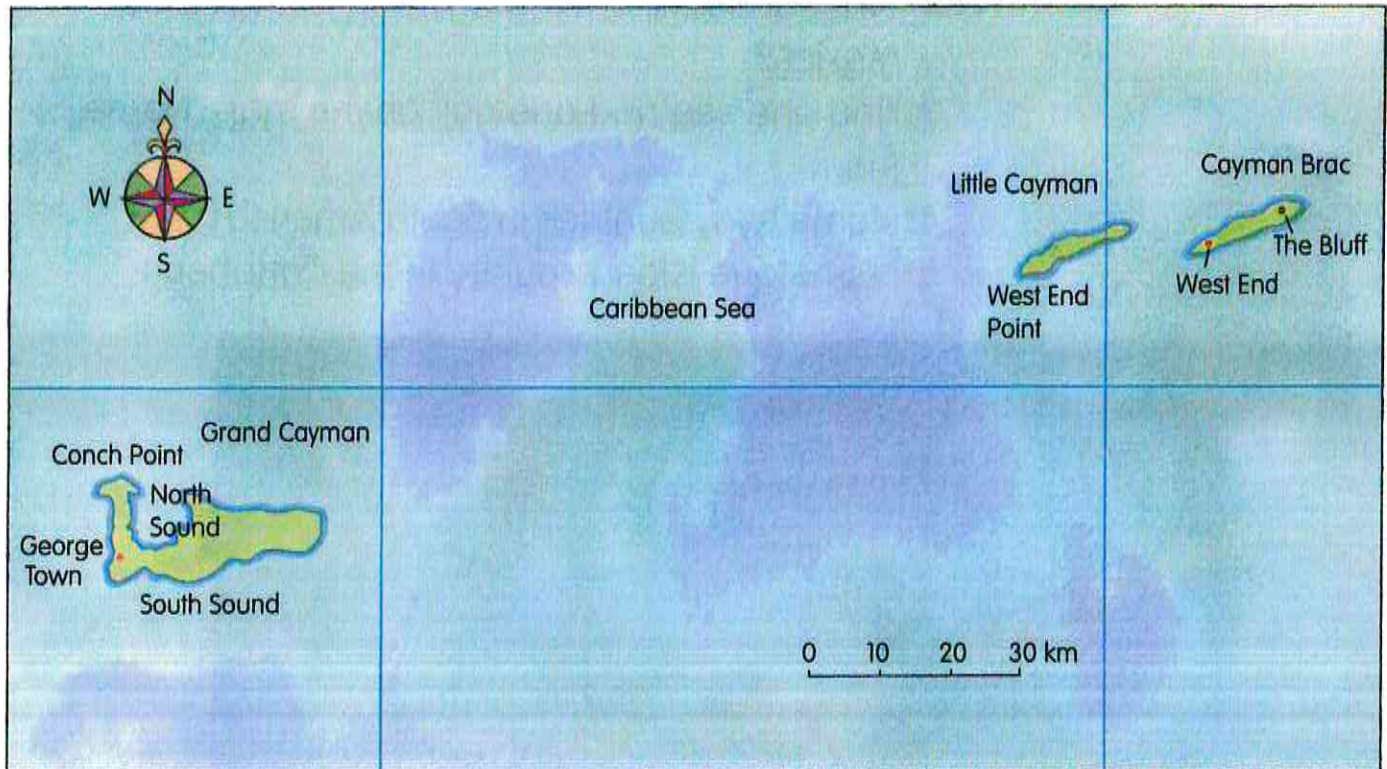 N
W
E
S
Little Cayman
Cayman Brac
The Bluff
West End
West End
Point
Caribbean Sea
Grand Cayman
Conch Point
North
Sound
George
Town
South Sound
0 10 20 30 km